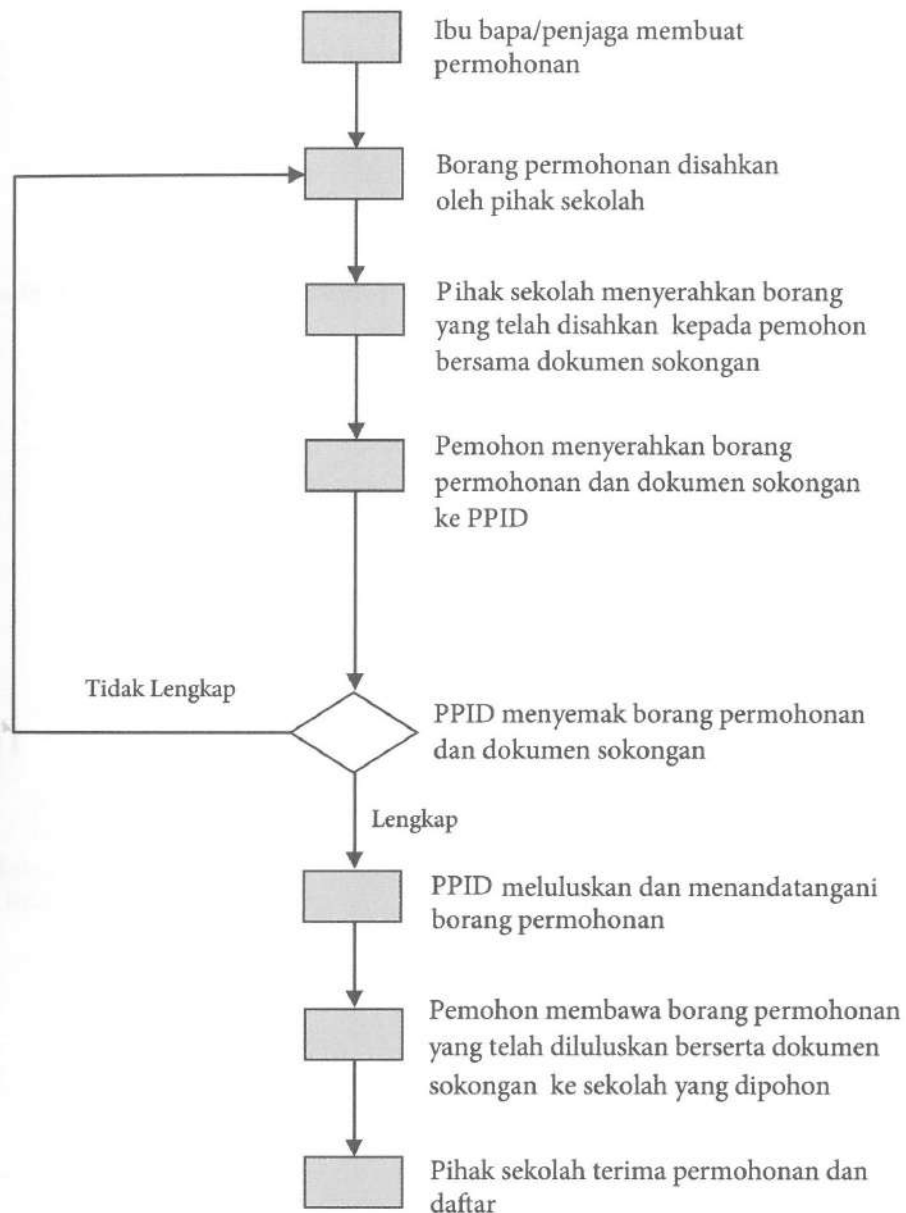 Ibu bapa/penjaga membuat
permohonan
Borang permohonan disahkan
oleh pihak sekolah
Pihak sekolah menyerahkan borang
yang telah disahkan kepada pemohon
bersama dokumen sokongan
Pemohon menyerahkan borang
permohonan dan dokumen sokongan
ke PPID
Tidak Lengkap
PPID menyemak borang permohonan
dan dokumen sokongan
Lengkap
PPID meluluskan dan menandatangani
borang permohonan
Pemohon membawa borang permohonan
yang telah diluluskan berserta dokumen
sokongan ke sekolah yang dipohon
Pihak sekolah terima permohonan dan
daftar